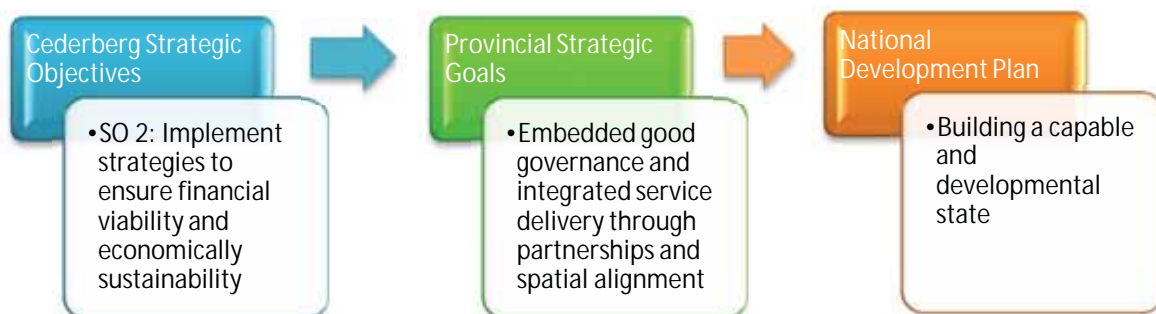 Cederberg Strategic
Objectives
•SO 2: Implement
strategies to
ensure financial
viability and
economically
sustainability
Provincial Strategic
Goals
•Embedded good
governance and
integrated service
delivery through
partnerships and
spatial alignment
National
Development Plan
•Building a capable
and
developmental
state